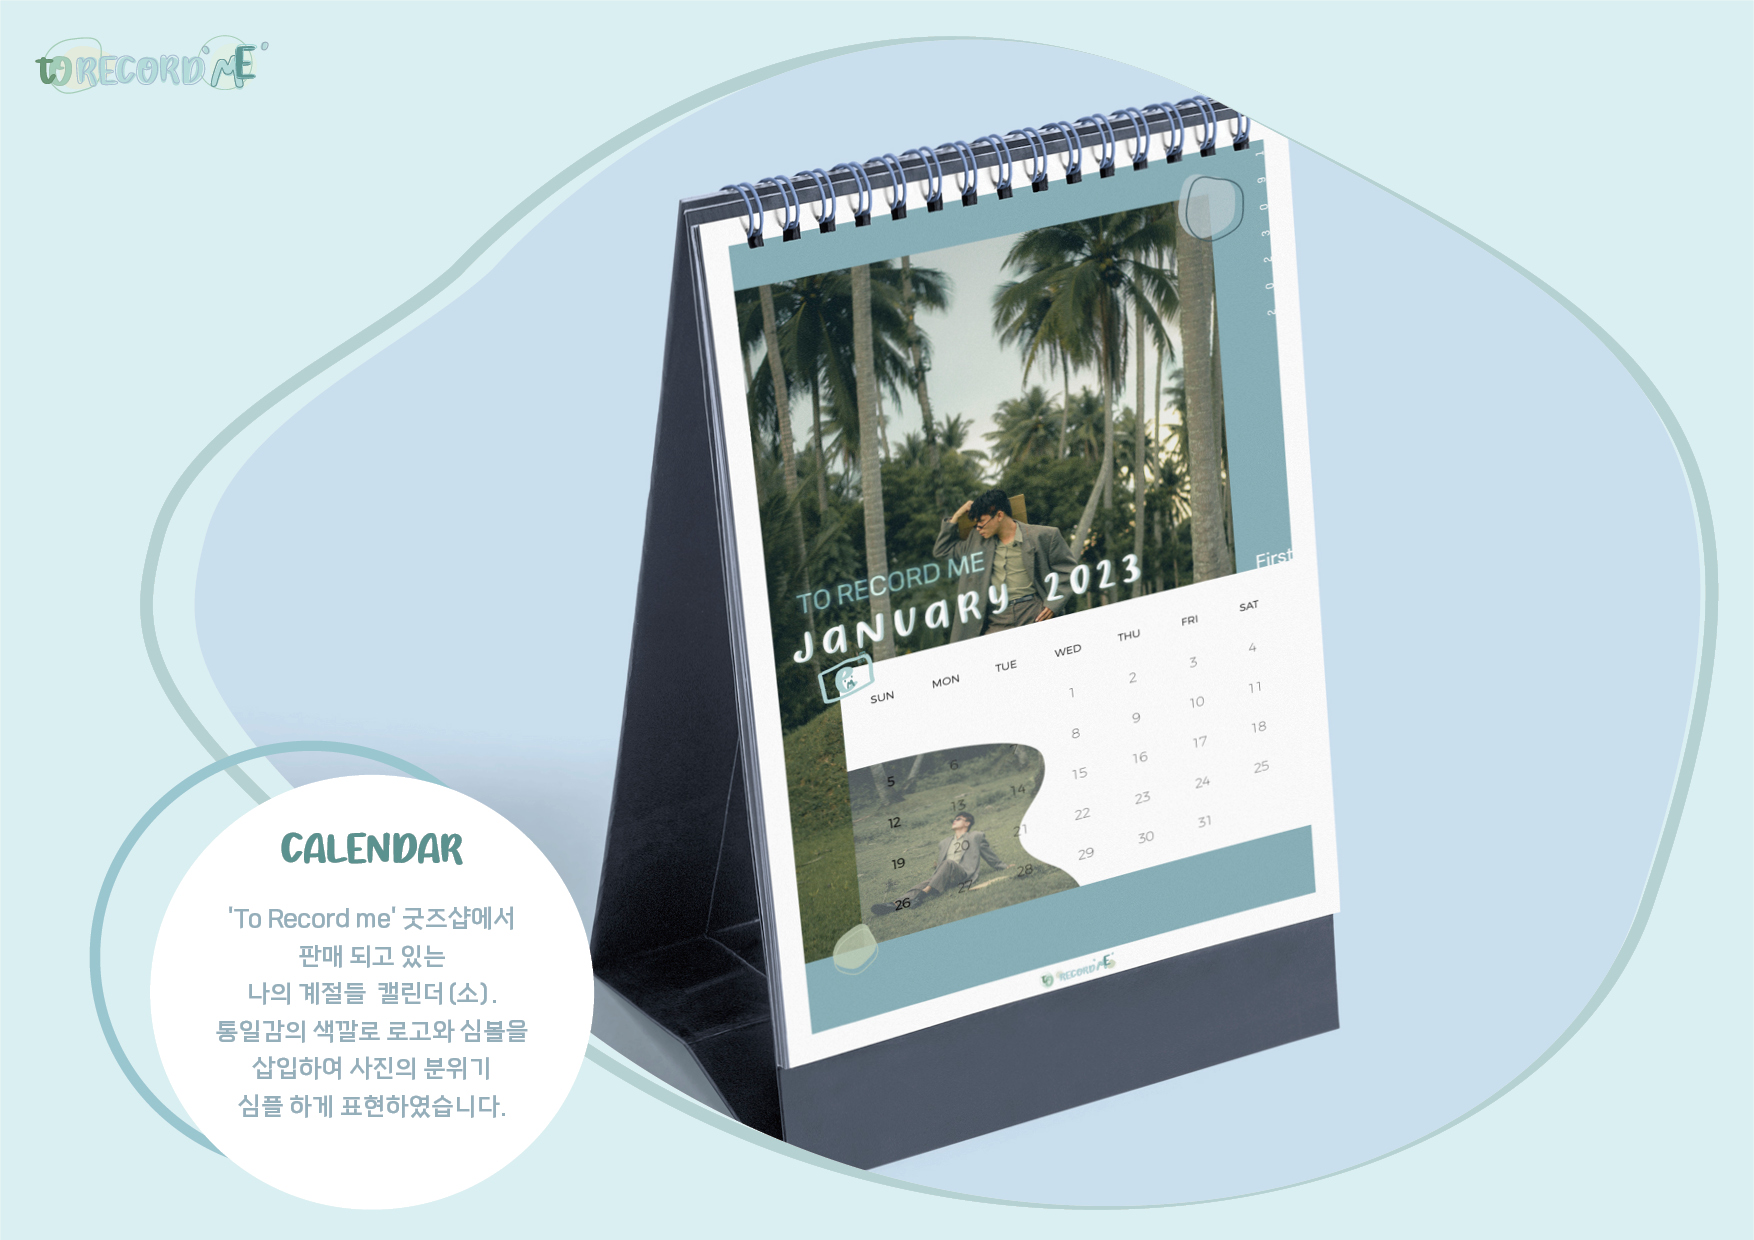 to RECORD ME
2023091
TO RECORD ME
JANUARY 2023
First
SUN MON TUE WED THU FRI SAT
1 2 3 4
5 6 8 9 10 11
12 13 14 15 16 17 18
19 20 21 22 23 24 25
26 27 28 29 30 31
to RECORD ME
CALENDAR
'To Record me' 굿즈샵에서
판매 되고 있는
나의 계절들 캘린더 (소).
통일감의 색깔로 로고와 심볼을
삽입하여 사진의 분위기
심플 하게 표현하였습니다.